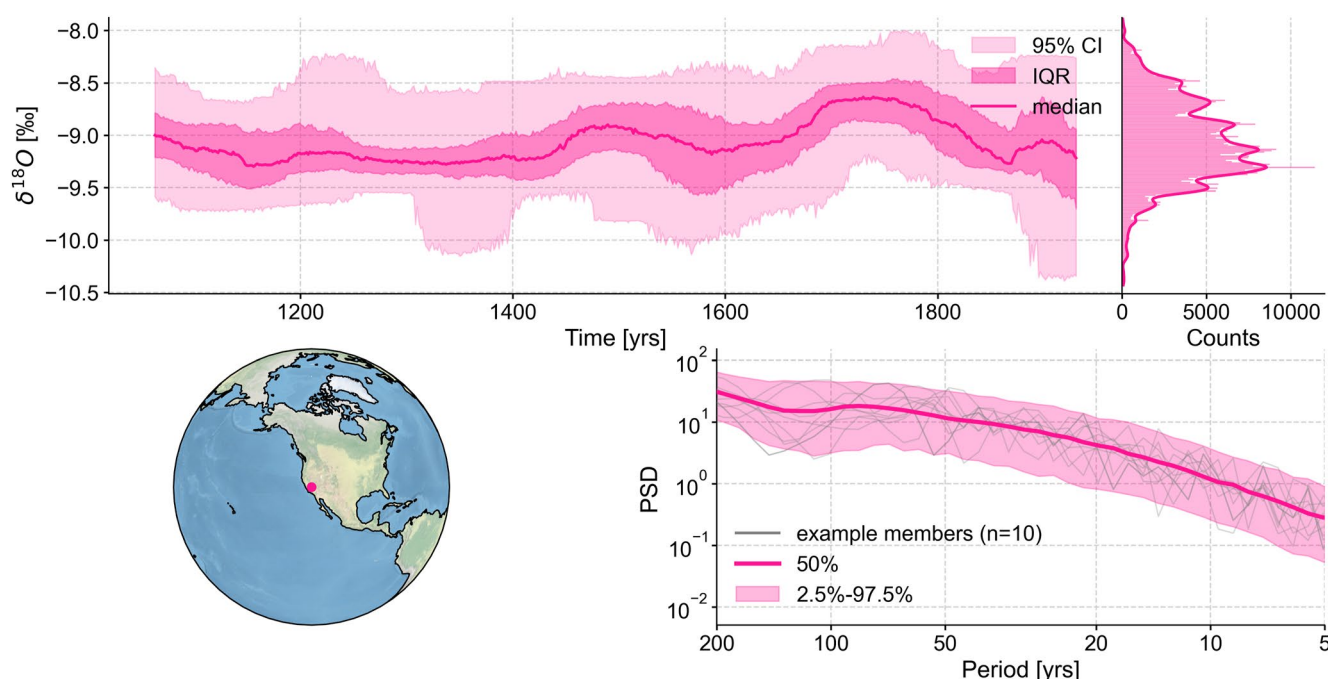 −8.0
−8.5
−9.0
−9.5
−10.0
−10.5
δ¹⁸O [‰]
95% CI
IQR
median
1200 1400 1600 1800
Time [yrs]
0 5000 10000
Counts
10²
10¹
10⁰
10⁻¹
10⁻²
PSD
example members (n=10)
50%
2.5%-97.5%
200 100 50 20 10 5
Period [yrs]